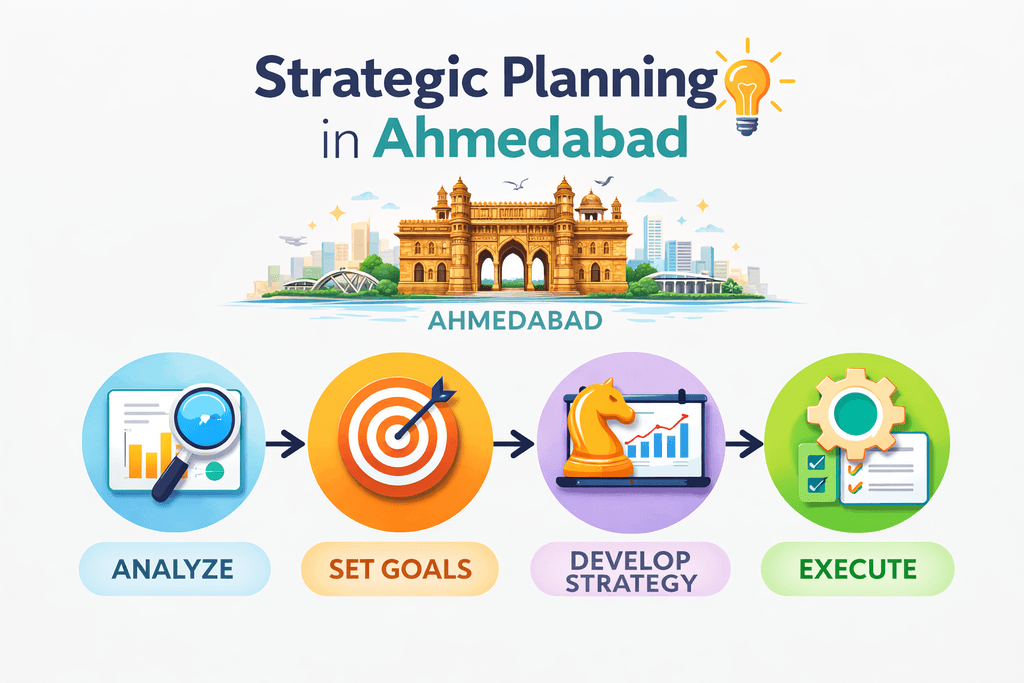 Strategic Planning
in Ahmedabad
AHMEDABAD
ANALYZE
SET GOALS
DEVELOP
STRATEGY
EXECUTE